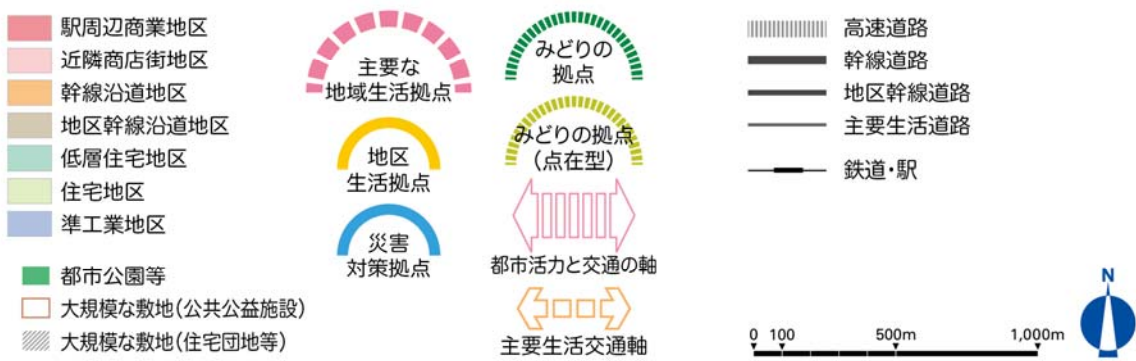 駅周辺商業地区
近隣商店街地区
幹線沿道地区
地区幹線沿道地区
低層住宅地区
住宅地区
準工業地区
都市公園等
大規模な敷地(公共公益施設)
大規模な敷地(住宅団地等)
主要な
地域生活拠点
地区
生活拠点
災害
対策拠点
みどりの
拠点
みどりの拠点
(点在型)
都市活力と交通の軸
主要生活交通軸
高速道路
幹線道路
地区幹線道路
主要生活道路
鉄道・駅
N
0 100 500m 1,000m